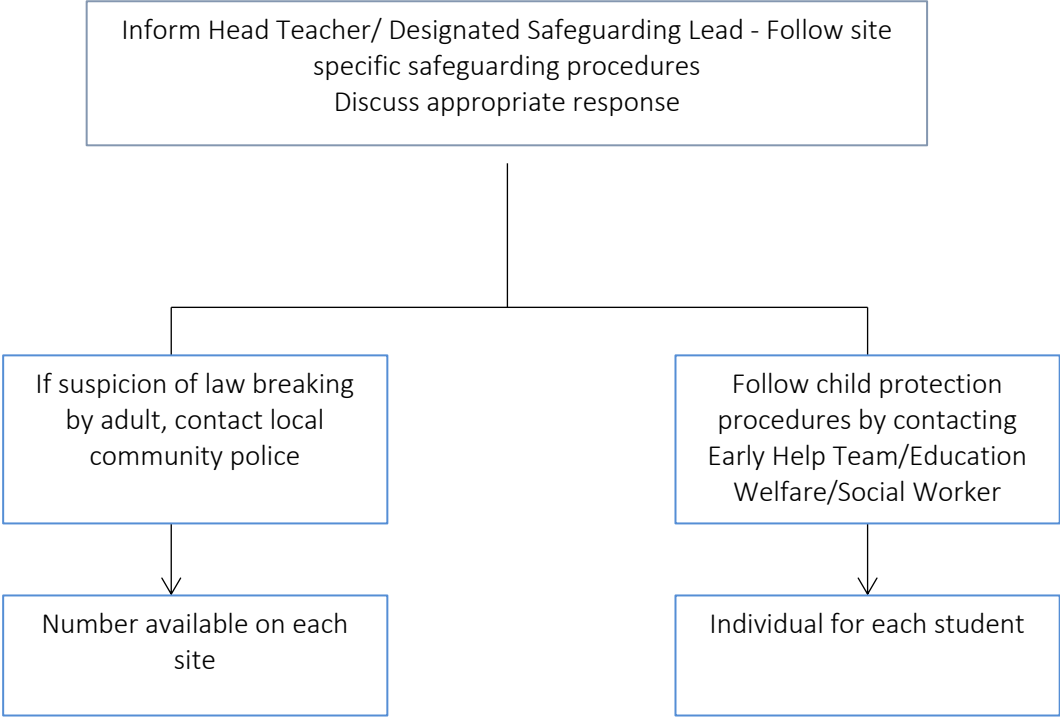 Inform Head Teacher/ Designated Safeguarding Lead - Follow site
specific safeguarding procedures
Discuss appropriate response
If suspicion of law breaking
by adult, contact local
community police
Follow child protection
procedures by contacting
Early Help Team/Education
Welfare/Social Worker
Number available on each
site
Individual for each student